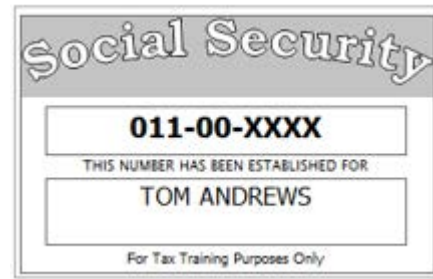 Social Security
011-00-XXXX
THIS NUMBER HAS BEEN ESTABLISHED FOR
TOM ANDREWS
For Tax Training Purposes Only